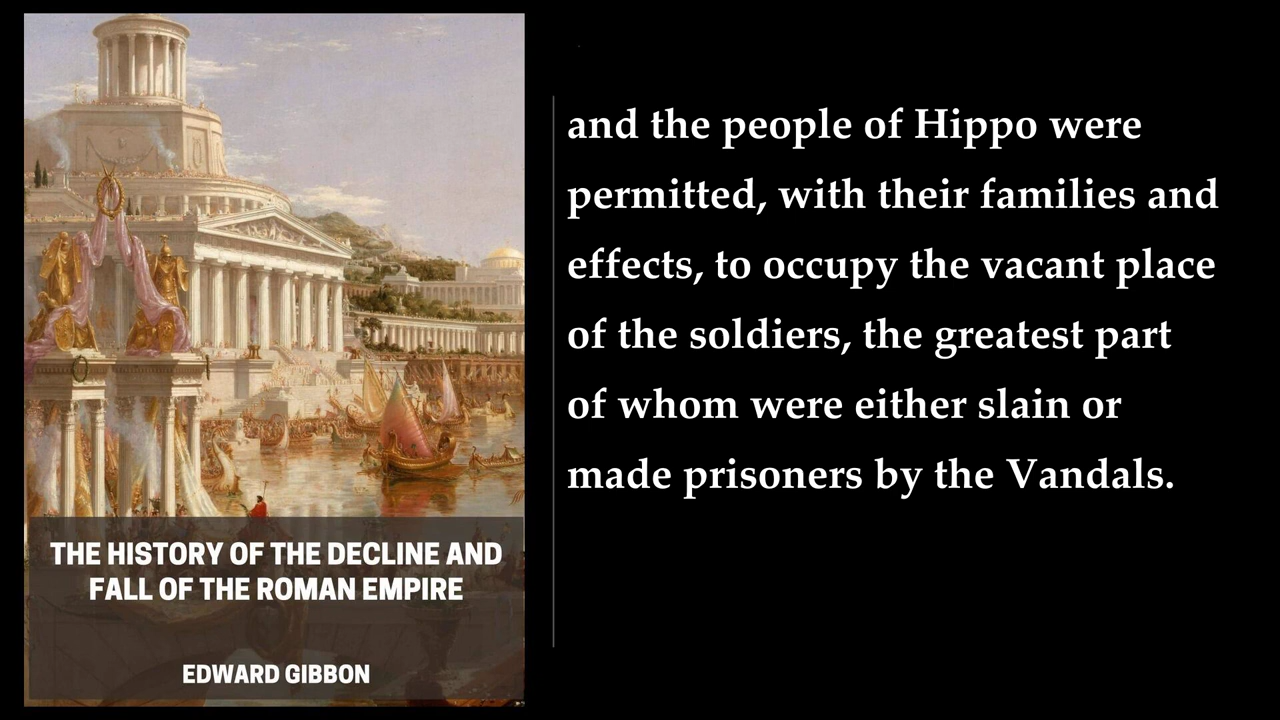 and the people of Hippo were
permitted, with their families and
effects, to occupy the vacant place
of the soldiers, the greatest part
of whom were either slain or
made prisoners by the Vandals.
THE HISTORY OF THE DECLINE AND
FALL OF THE ROMAN EMPIRE
EDWARD GIBBON